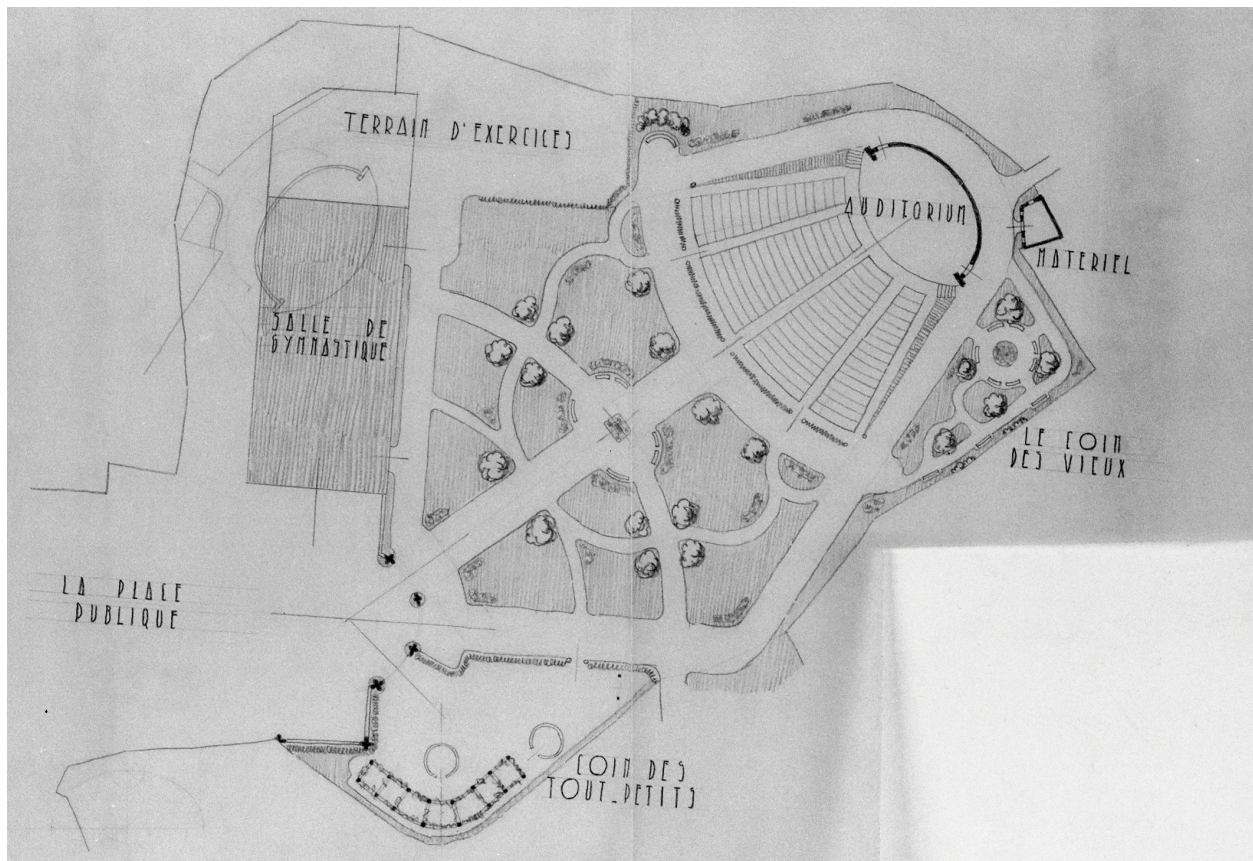 TERRAIN D'EXERCICES
AUDITORIUM
MATERIEL
SALLE DE
GYMNASTIQUE
LE COIN
DES VIEUX
LA PLACE
PUBLIQUE
COIN DES
TOUT_PETITS